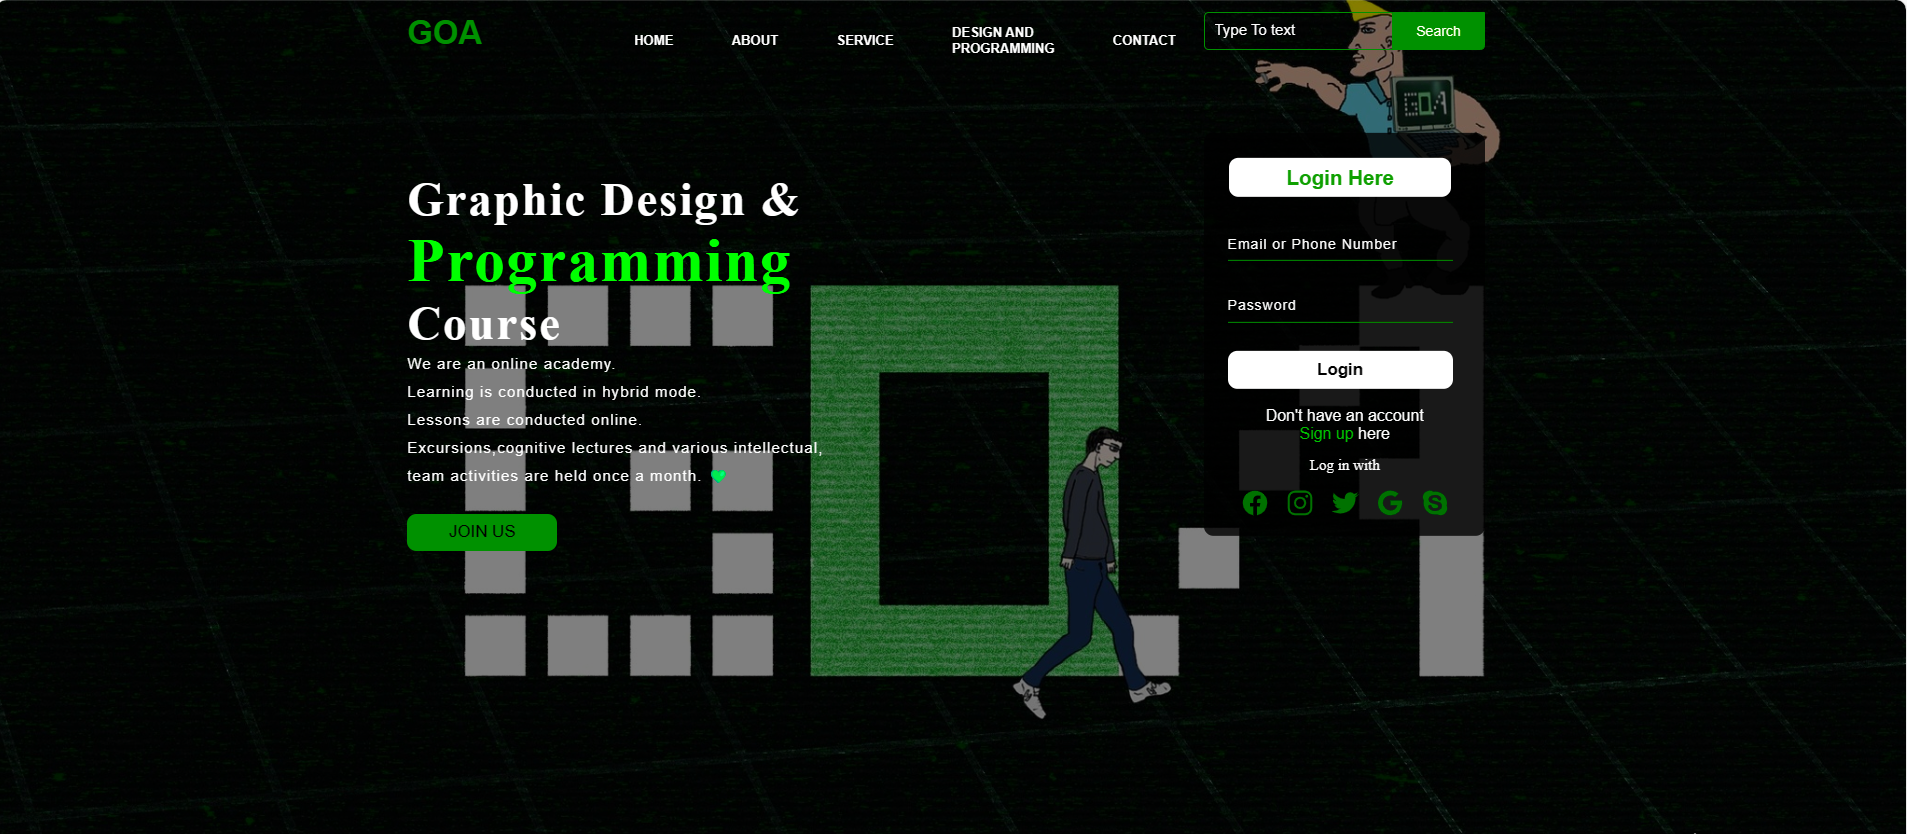 GOA
HOME
ABOUT
SERVICE
DESIGN AND
PROGRAMMING
CONTACT
Type To text
Search
GOA
Graphic Design &
Programming
Course
We are an online academy.
Learning is conducted in hybrid mode.
Lessons are conducted online.
Excursions,cognitive lectures and various intellectual,
team activities are held once a month.
JOIN US
Login Here
Email or Phone Number
Password
Login
Don't have an account
Sign up here
Log in with